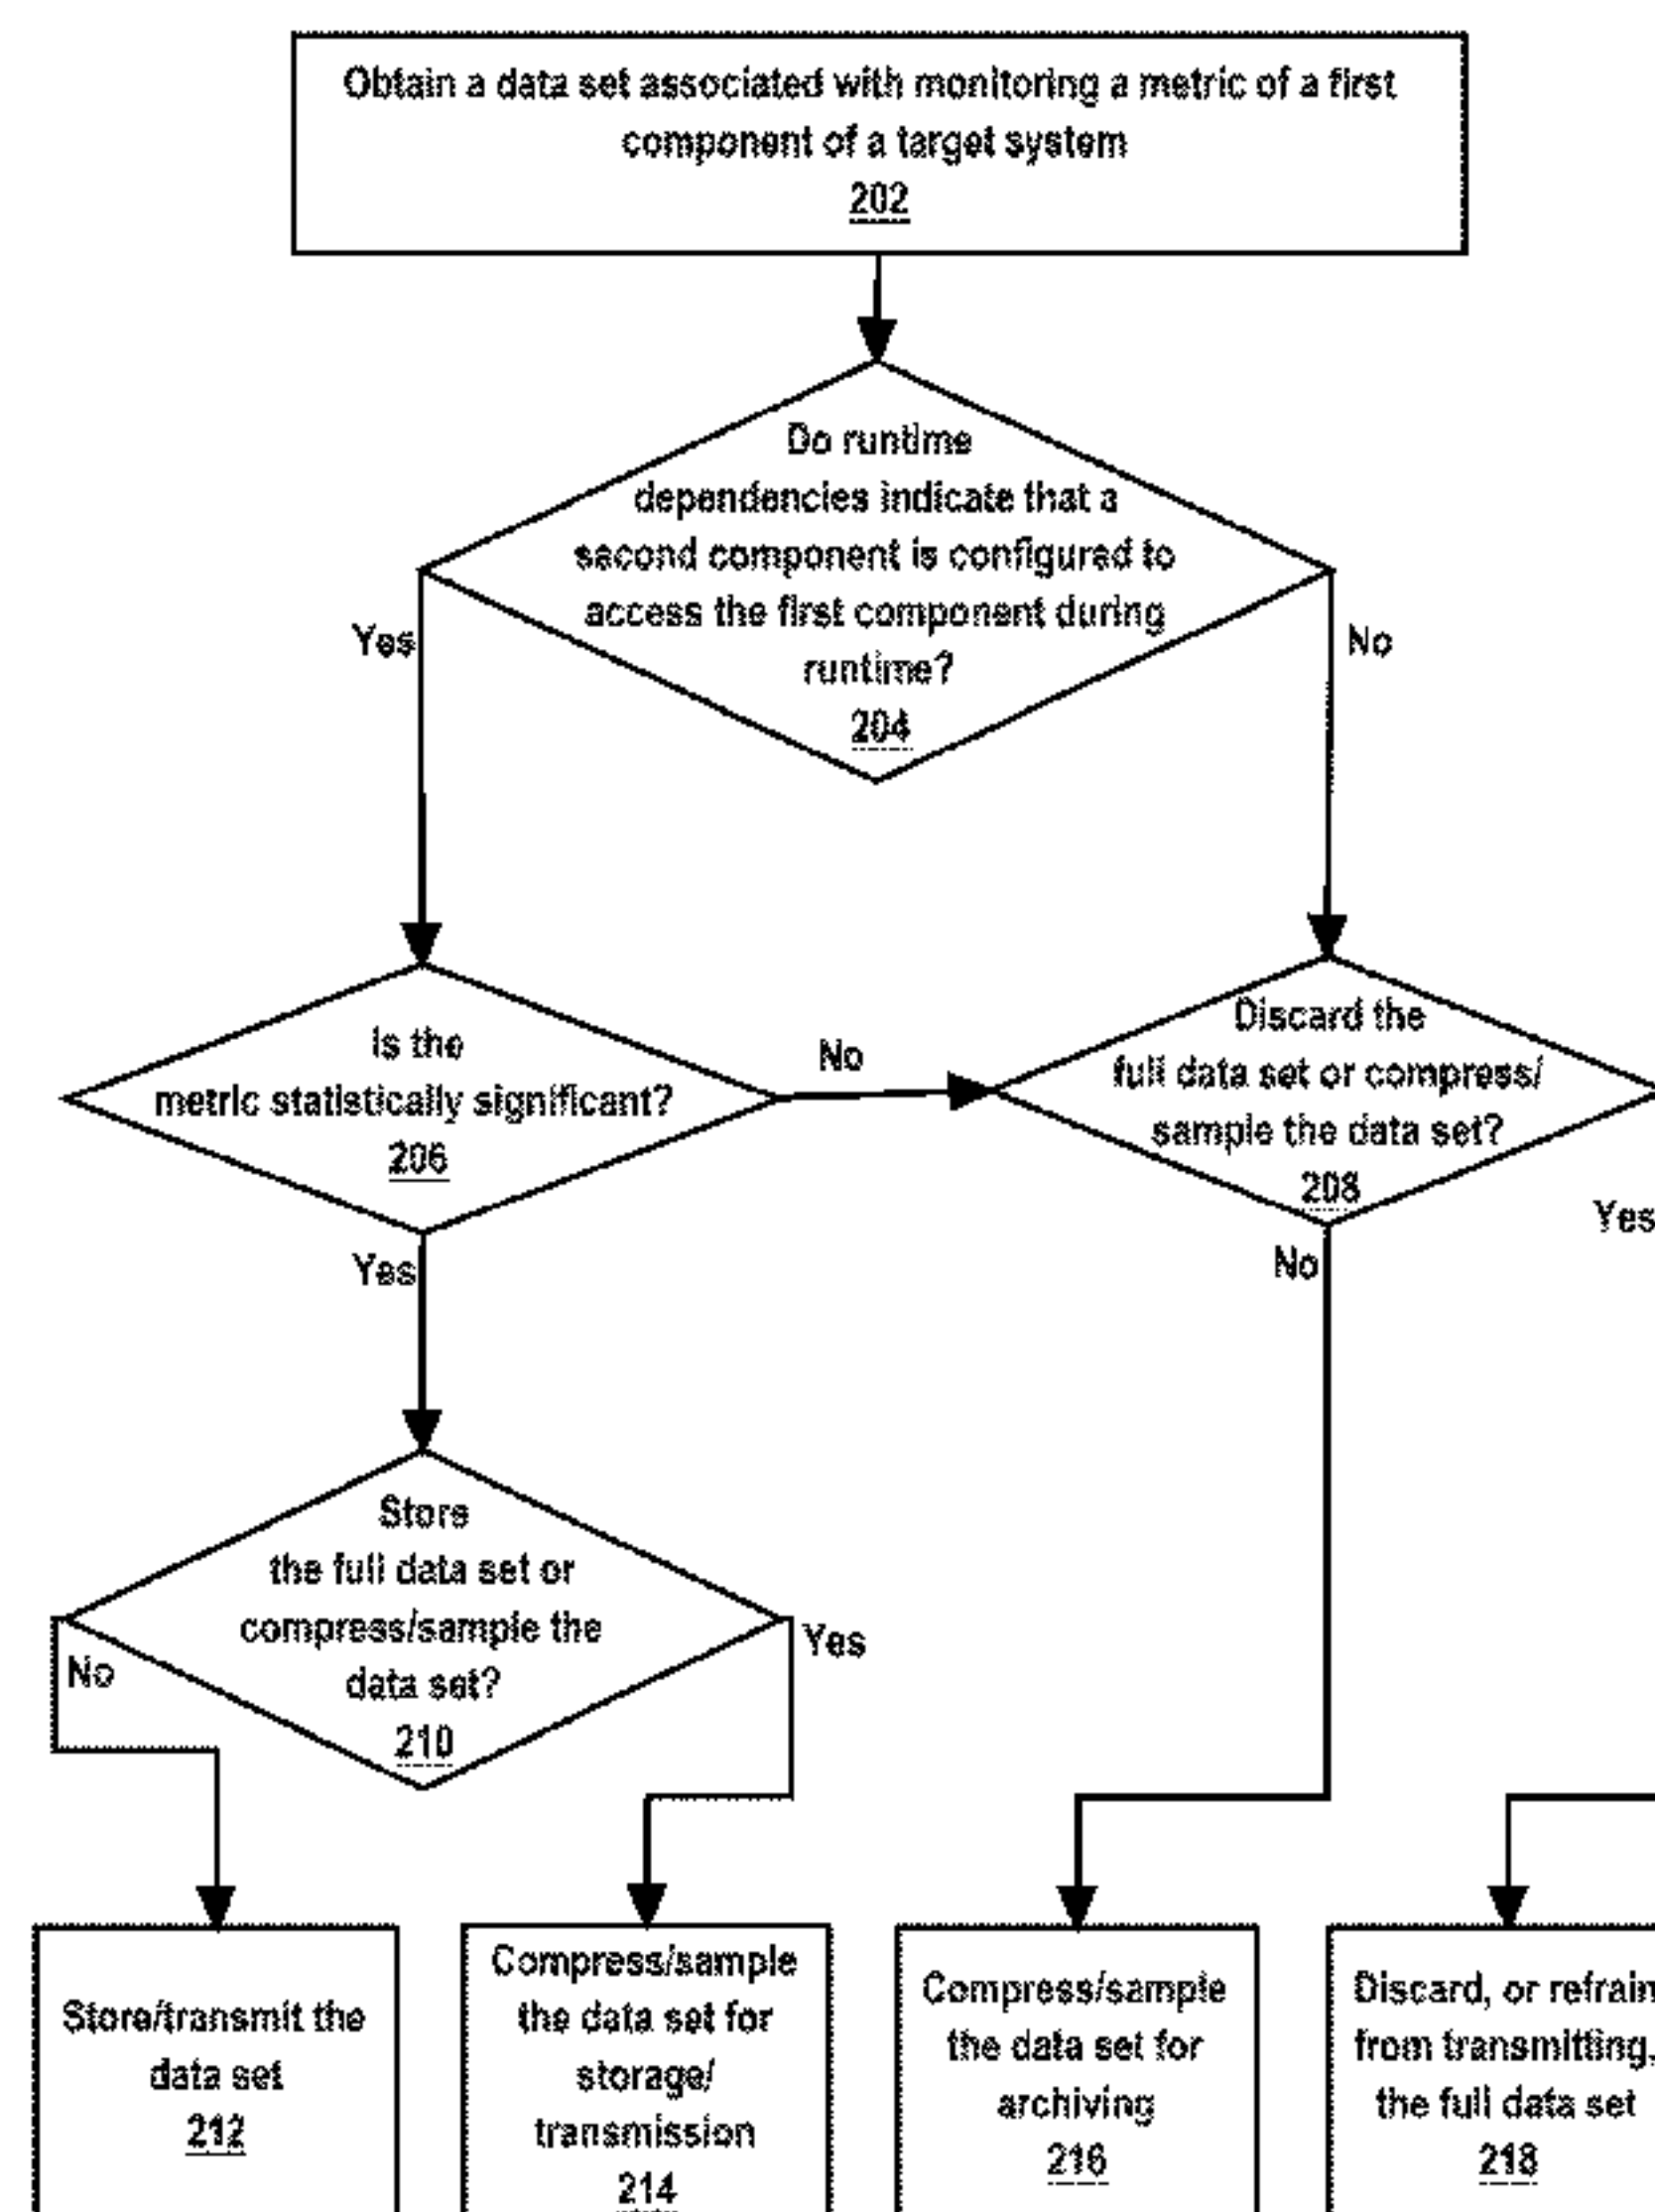 Obtain a data set associated with monitoring a metric of a first
component of a target system
202
Do runtime
dependencies indicate that a
second component is configured to
access the first component during
runtime?
204
Yes
No
Is the
metric statistically significant?
206
No
Discard the
full data set or compress/
sample the data set?
208
Yes
No
Yes
Store
the full data set or
compress/sample the
data set?
210
No
Yes
Store/transmit the
data set
212
Compress/sample
the data set for
storage/
transmission
214
Compress/sample
the data set for
archiving
216
Discard, or refrain
from transmitting,
the full data set
218